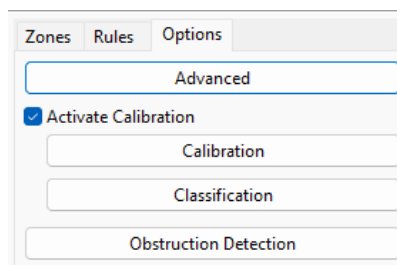 Zones Rules Options
Advanced
Activate Calibration
Calibration
Classification
Obstruction Detection